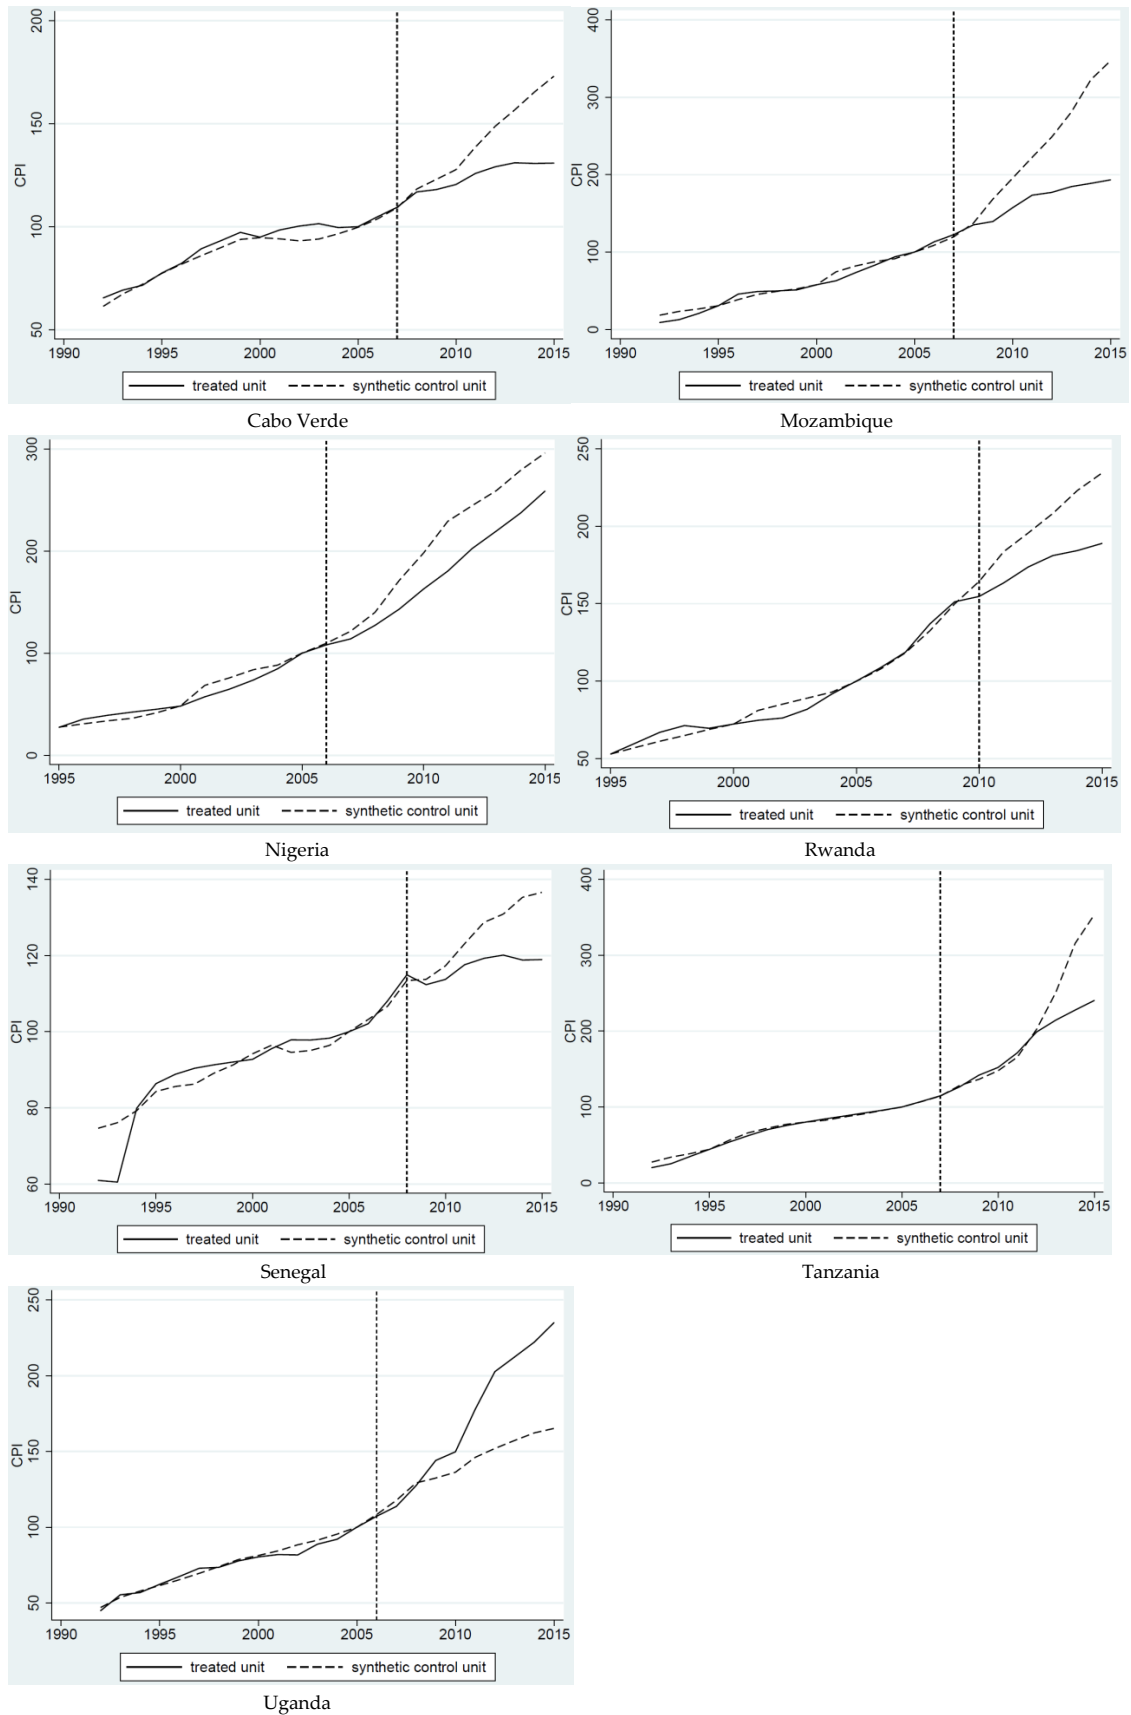 200
150
100
50
CPI
1990 1995 2000 2005 2010 2015
treated unit synthetic control unit
Cabo Verde
400
300
200
100
0
CPI
1990 1995 2000 2005 2010 2015
treated unit synthetic control unit
Mozambique
300
200
100
0
CPI
1995 2000 2005 2010 2015
treated unit synthetic control unit
Nigeria
250
200
150
100
50
CPI
1995 2000 2005 2010 2015
treated unit synthetic control unit
Rwanda
140
120
100
80
60
CPI
1990 1995 2000 2005 2010 2015
treated unit synthetic control unit
Senegal
400
300
200
100
0
CPI
1990 1995 2000 2005 2010 2015
treated unit synthetic control unit
Tanzania
250
200
150
100
50
CPI
1990 1995 2000 2005 2010 2015
treated unit synthetic control unit
Uganda